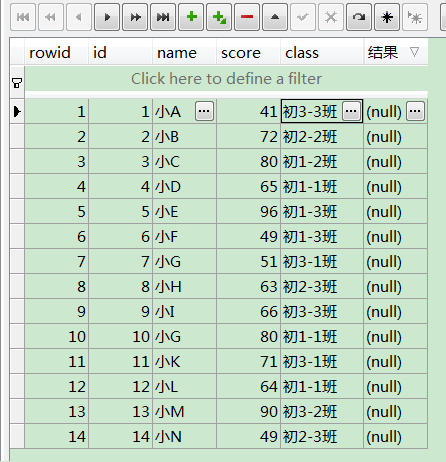 rowid id name score class 结果
Click here to define a filter
1 1 小A ... 41 初3-3班 ... (null) ...
2 2 小B 72 初2-2班 (null)
3 3 小C 80 初1-2班 (null)
4 4 小D 65 初1-1班 (null)
5 5 小E 96 初1-3班 (null)
6 6 小F 49 初1-3班 (null)
7 7 小G 51 初3-1班 (null)
8 8 小H 63 初2-3班 (null)
9 9 小I 66 初3-3班 (null)
10 10 小G 80 初1-1班 (null)
11 11 小K 71 初3-1班 (null)
12 12 小L 64 初1-1班 (null)
13 13 小M 90 初3-2班 (null)
14 14 小N 49 初2-3班 (null)